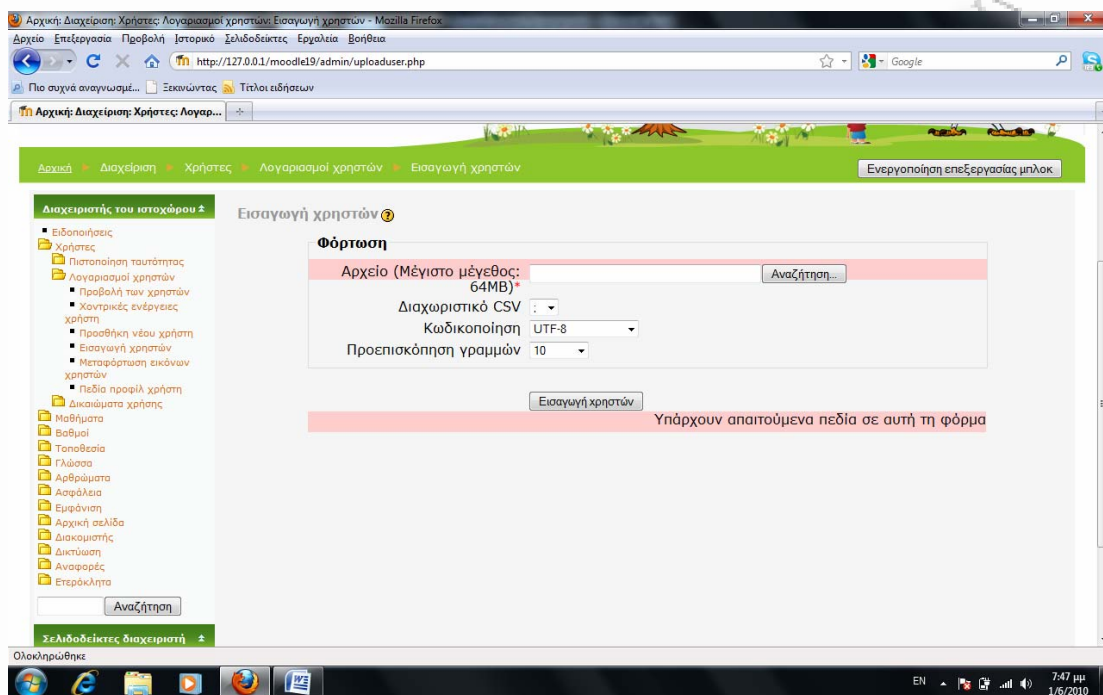 Αρχική: Διαχείριση: Χρήστες: Λογαριασμοί χρηστών: Εισαγωγή χρηστών - Mozilla Firefox
Αρχείο Επεξεργασία Προβολή Ιστορικό Σελιδοδείκτες Εργαλεία Βοήθεια
http://127.0.0.1/moodle19/admin/uploaduser.php
Google
Πιο συχνά αναγνωσμέ... Ξεκινώντας Τίτλοι ειδήσεων
Αρχική: Διαχείριση: Χρήστες: Λογαρ...
Αρχική Διαχείριση Χρήστες Λογαριασμοί χρηστών Εισαγωγή χρηστών
Ενεργοποίηση επεξεργασίας μπλοκ
Διαχειριστής του ιστοχώρου
Ειδοποιήσεις
Χρήστες
Πιστοποίηση ταυτότητας
Λογαριασμοί χρηστών
Προβολή των χρηστών
Χοντρικές ενέργειες
χρήστη
Προσθήκη νέου χρήστη
Εισαγωγή χρηστών
Μεταφόρτωση εικόνων
χρηστών
Πεδία προφίλ χρήστη
Δικαιώματα χρήσης
Μαθήματα
Βαθμοί
Τοποθεσία
Γλώσσα
Αρθρώματα
Ασφάλεια
Εμφάνιση
Αρχική σελίδα
Διακομιστής
Δικτύωση
Αναφορές
Ετερόκλητα
Αναζήτηση
Σελιδοδείκτες διαχειριστή
Εισαγωγή χρηστών
Φόρτωση
Αρχείο (Μέγιστο μέγεθος:
64MB)*
Αναζήτηση...
Διαχωριστικό CSV :
Κωδικοποίηση UTF-8
Προεπισκόπηση γραμμών 10
Εισαγωγή χρηστών
Υπάρχουν απαιτούμενα πεδία σε αυτή τη φόρμα
Ολοκληρώθηκε
EN
7:47 μμ
1/6/2010